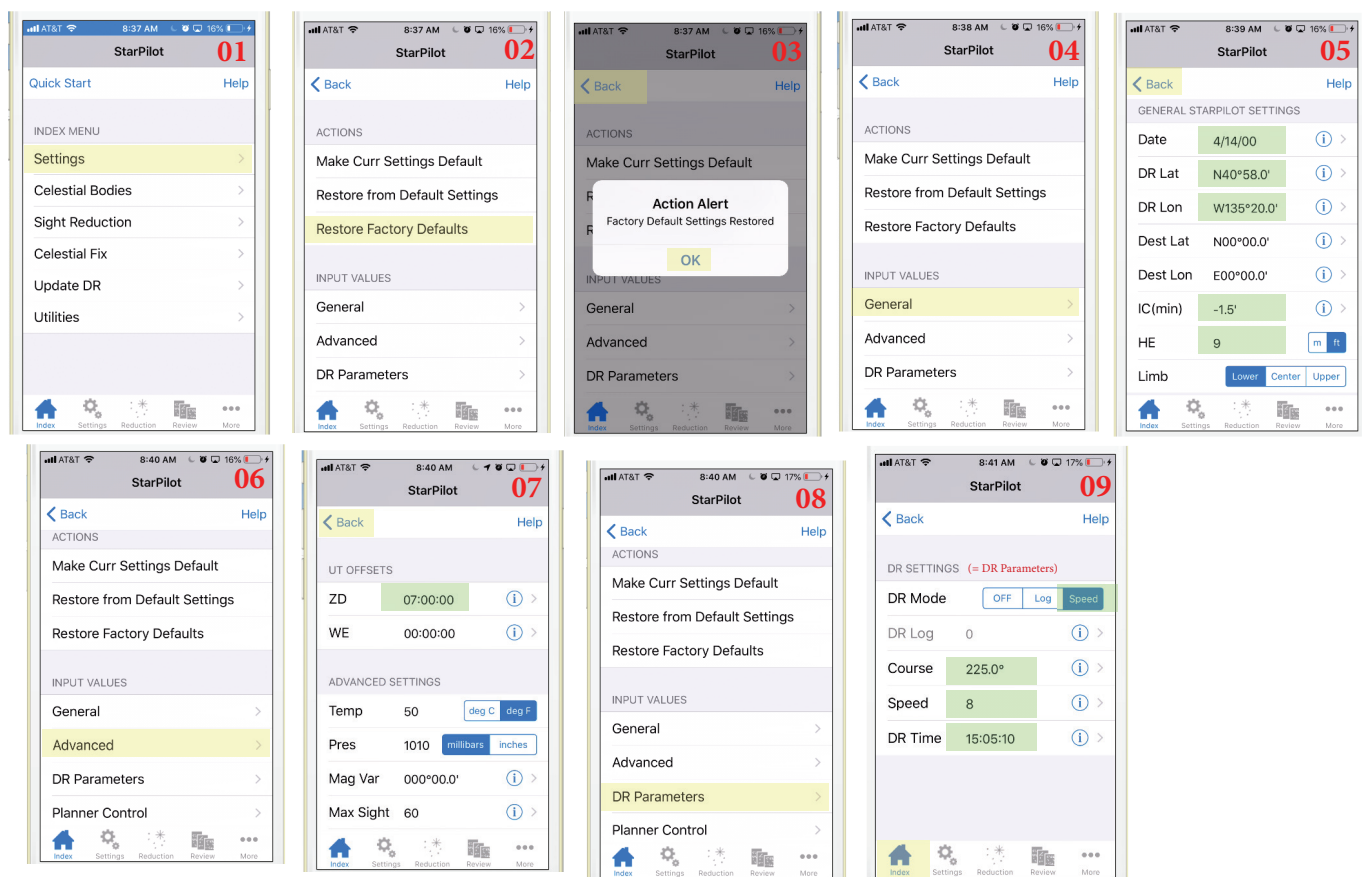 AT&T 8:37 AM 16%
StarPilot 01
Quick Start Help
INDEX MENU
Settings
Celestial Bodies
Sight Reduction
Celestial Fix
Update DR
Utilities
Index Settings Reduction Review More
AT&T 8:37 AM 16%
StarPilot 02
Back Help
ACTIONS
Make Curr Settings Default
Restore from Default Settings
Restore Factory Defaults
INPUT VALUES
General
Advanced
DR Parameters
Index Settings Reduction Review More
AT&T 8:37 AM 16%
StarPilot 03
Back Help
ACTIONS
Make Curr Settings Default
R
Action Alert
Factory Default Settings Restored
R
OK
INPUT VALUES
General
Advanced
DR Parameters
Index Settings Reduction Review More
AT&T 8:38 AM 16%
StarPilot 04
Back Help
ACTIONS
Make Curr Settings Default
Restore from Default Settings
Restore Factory Defaults
INPUT VALUES
General
Advanced
DR Parameters
Index Settings Reduction Review More
AT&T 8:39 AM 16%
StarPilot 05
Back Help
GENERAL STARPILOT SETTINGS
Date 4/14/00
DR Lat N40°58.0'
DR Lon W135°20.0'
Dest Lat N00°00.0'
Dest Lon E00°00.0'
IC(min) -1.5'
HE 9 m ft
Limb Lower Center Upper
Index Settings Reduction Review More
AT&T 8:40 AM 16%
StarPilot 06
Back Help
ACTIONS
Make Curr Settings Default
Restore from Default Settings
Restore Factory Defaults
INPUT VALUES
General
Advanced
DR Parameters
Planner Control
Index Settings Reduction Review More
AT&T 8:40 AM
StarPilot 07
Back Help
UT OFFSETS
ZD 07:00:00
WE 00:00:00
ADVANCED SETTINGS
Temp 50 deg C deg F
Pres 1010 millibars inches
Mag Var 000°00.0'
Max Sight 60
Index Settings Reduction Review More
AT&T 8:40 AM 17%
StarPilot 08
Back Help
ACTIONS
Make Curr Settings Default
Restore from Default Settings
Restore Factory Defaults
INPUT VALUES
General
Advanced
DR Parameters
Planner Control
Index Settings Reduction Review More
AT&T 8:41 AM 17%
StarPilot 09
Back Help
DR SETTINGS (= DR Parameters)
DR Mode OFF Log Speed
DR Log 0
Course 225.0°
Speed 8
DR Time 15:05:10
Index Settings Reduction Review More